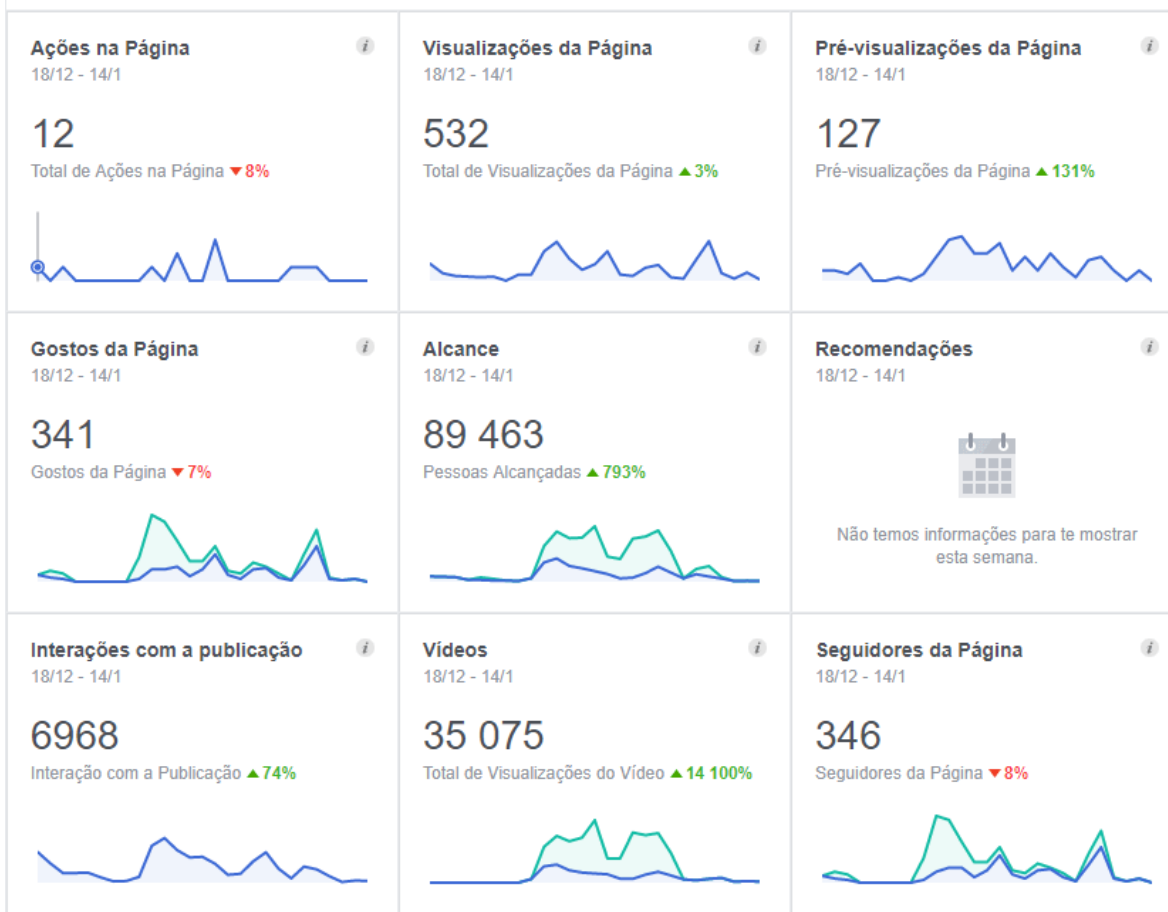 Ações na Página
18/12 - 14/1
12
Total de Ações na Página ▼8%
Visualizações da Página
18/12 - 14/1
532
Total de Visualizações da Página ▲3%
Pré-visualizações da Página
18/12 - 14/1
127
Pré-visualizações da Página ▲131%
Gostos da Página
18/12 - 14/1
341
Gostos da Página ▼7%
Alcance
18/12 - 14/1
89 463
Pessoas Alcançadas ▲793%
Recomendações
18/12 - 14/1
Não temos informações para te mostrar
esta semana.
Interações com a publicação
18/12 - 14/1
6968
Interação com a Publicação ▲74%
Vídeos
18/12 - 14/1
35 075
Total de Visualizações do Vídeo ▲14 100%
Seguidores da Página
18/12 - 14/1
346
Seguidores da Página ▼8%